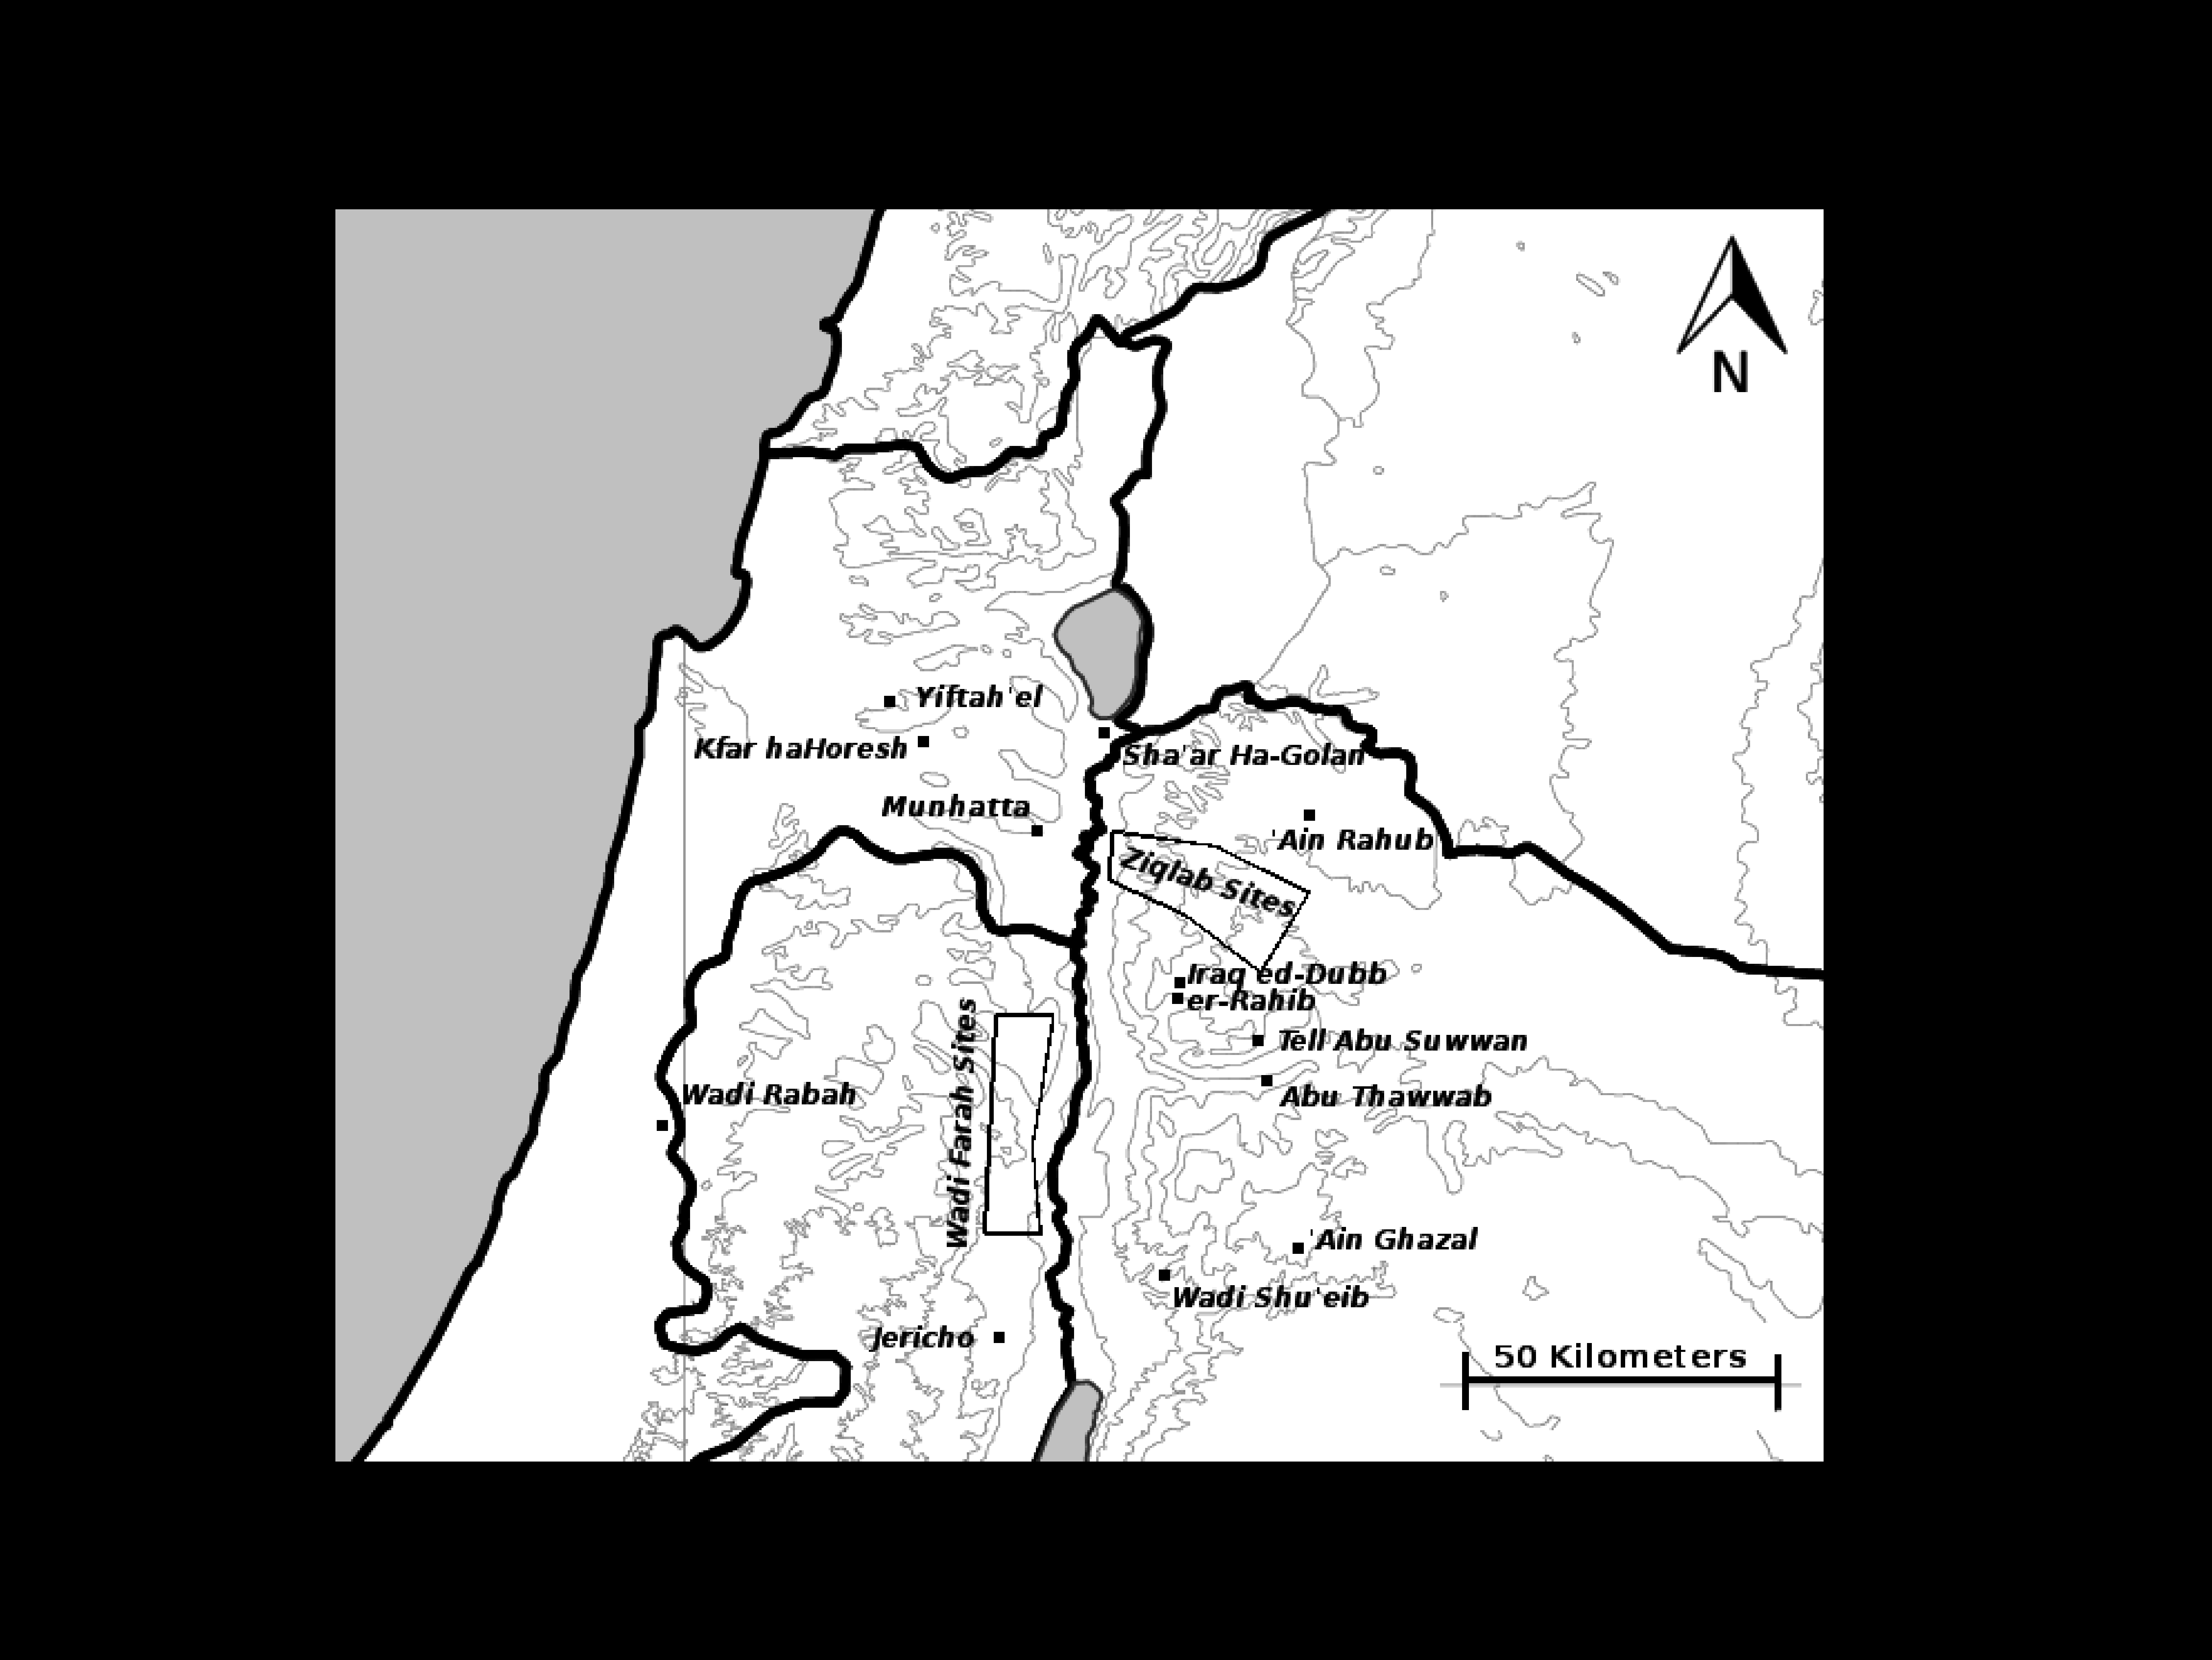 N
Yiftah'el
Kfar haHoresh
Sha'ar Ha-Golan
Munhatta
'Ain Rahub
Ziqlab Sites
Iraq ed-Dubb
er-Rahib
Wadi Farah Sites
Tell Abu Suwwan
Wadi Rabah
Abu Thawwab
'Ain Ghazal
Wadi Shu'eib
Jericho
50 Kilometers